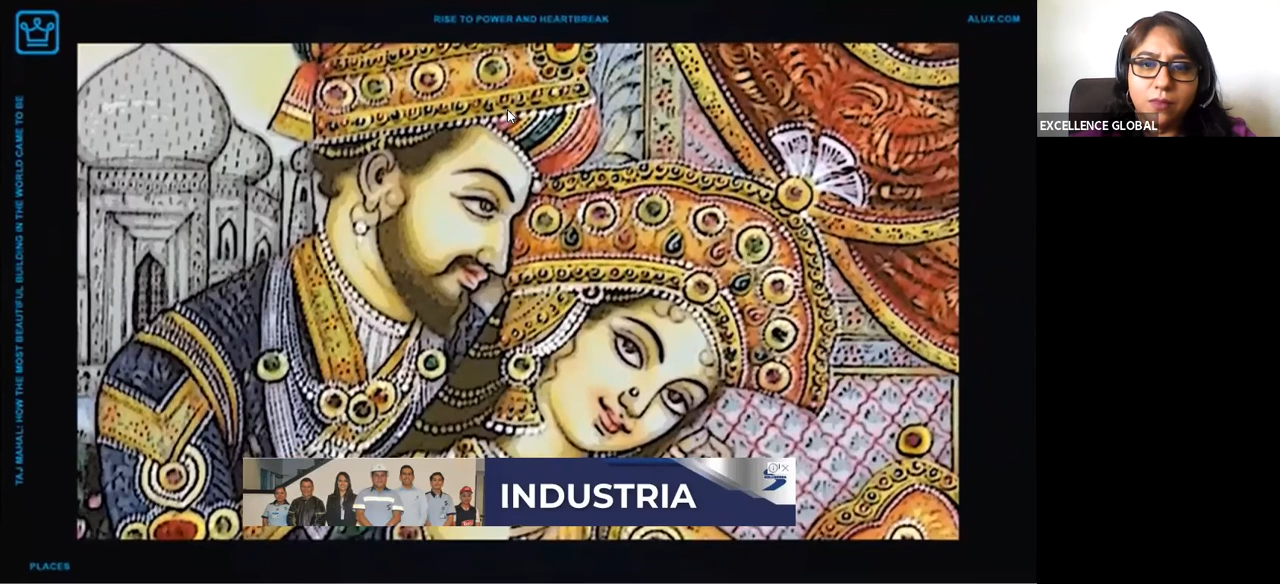 RISE TO POWER AND HEARTBREAK
ALUX.COM
TAJ MAHAL: HOW THE MOST BEAUTIFUL BUILDING IN THE WORLD CAME TO BE
EXCELLENCE GLOBAL
INDUSTRIA
PLACES